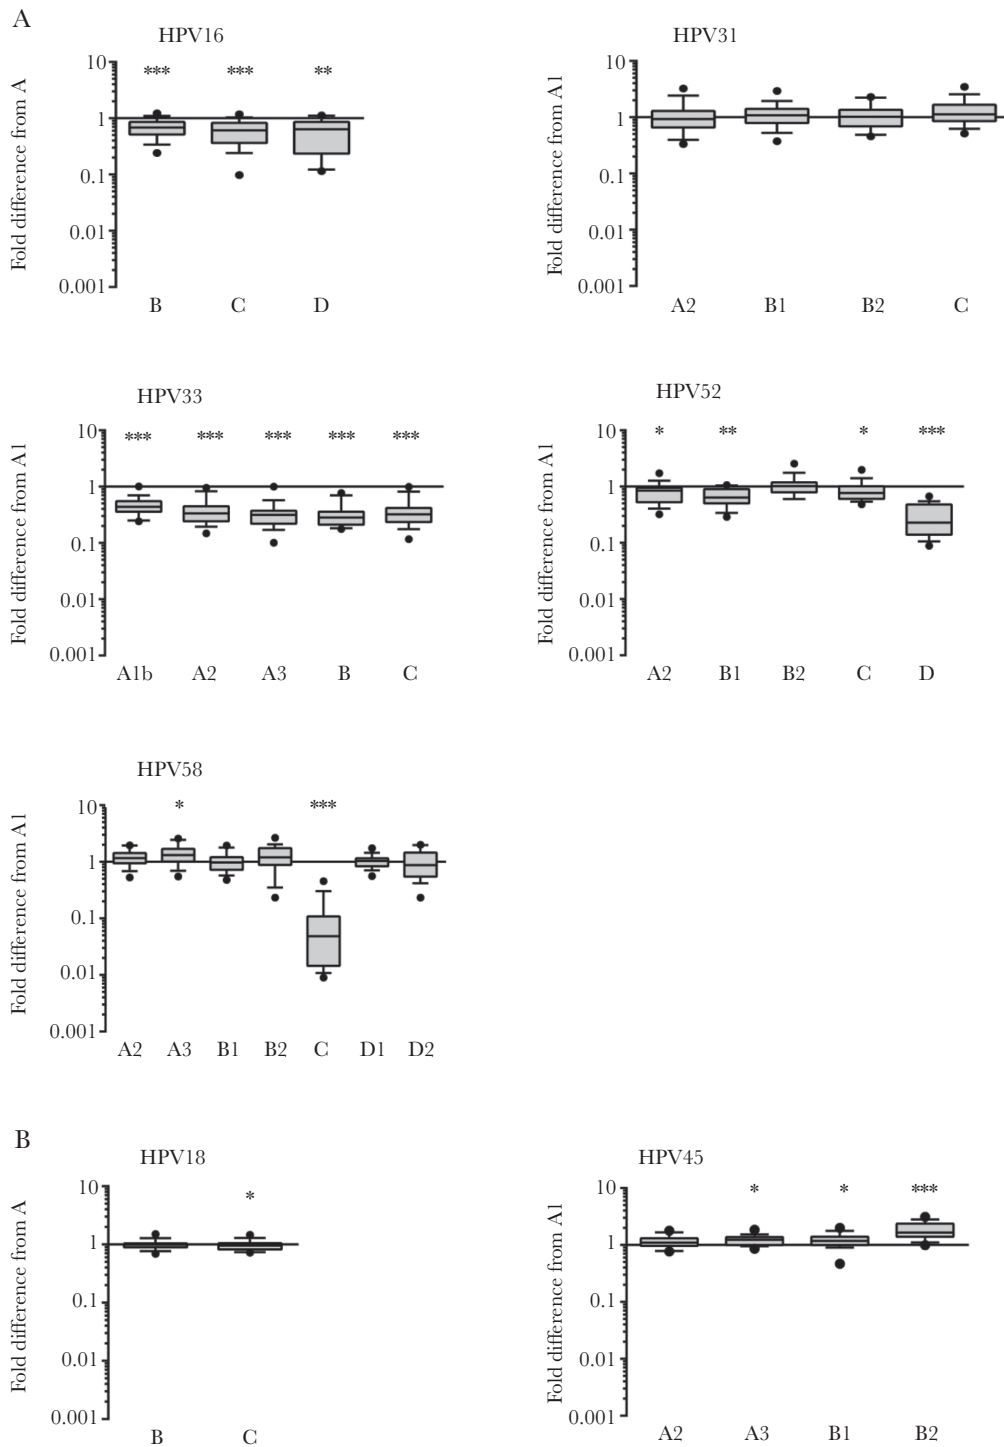 A
HPV16
Fold difference from A
10
1
0.1
0.01
0.001
*** *** **
B C D
HPV31
Fold difference from A1
10
1
0.1
0.01
0.001
A2 B1 B2 C
HPV33
Fold difference from A1
10
1
0.1
0.01
0.001
*** *** *** *** ***
A1b A2 A3 B C
HPV52
Fold difference from A1
10
1
0.1
0.01
0.001
* ** * ***
A2 B1 B2 C D
HPV58
Fold difference from A1
10
1
0.1
0.01
0.001
* ***
A2 A3 B1 B2 C D1 D2
B
HPV18
Fold difference from A
10
1
0.1
0.01
0.001
*
B C
HPV45
Fold difference from A1
10
1
0.1
0.01
0.001
* * ***
A2 A3 B1 B2